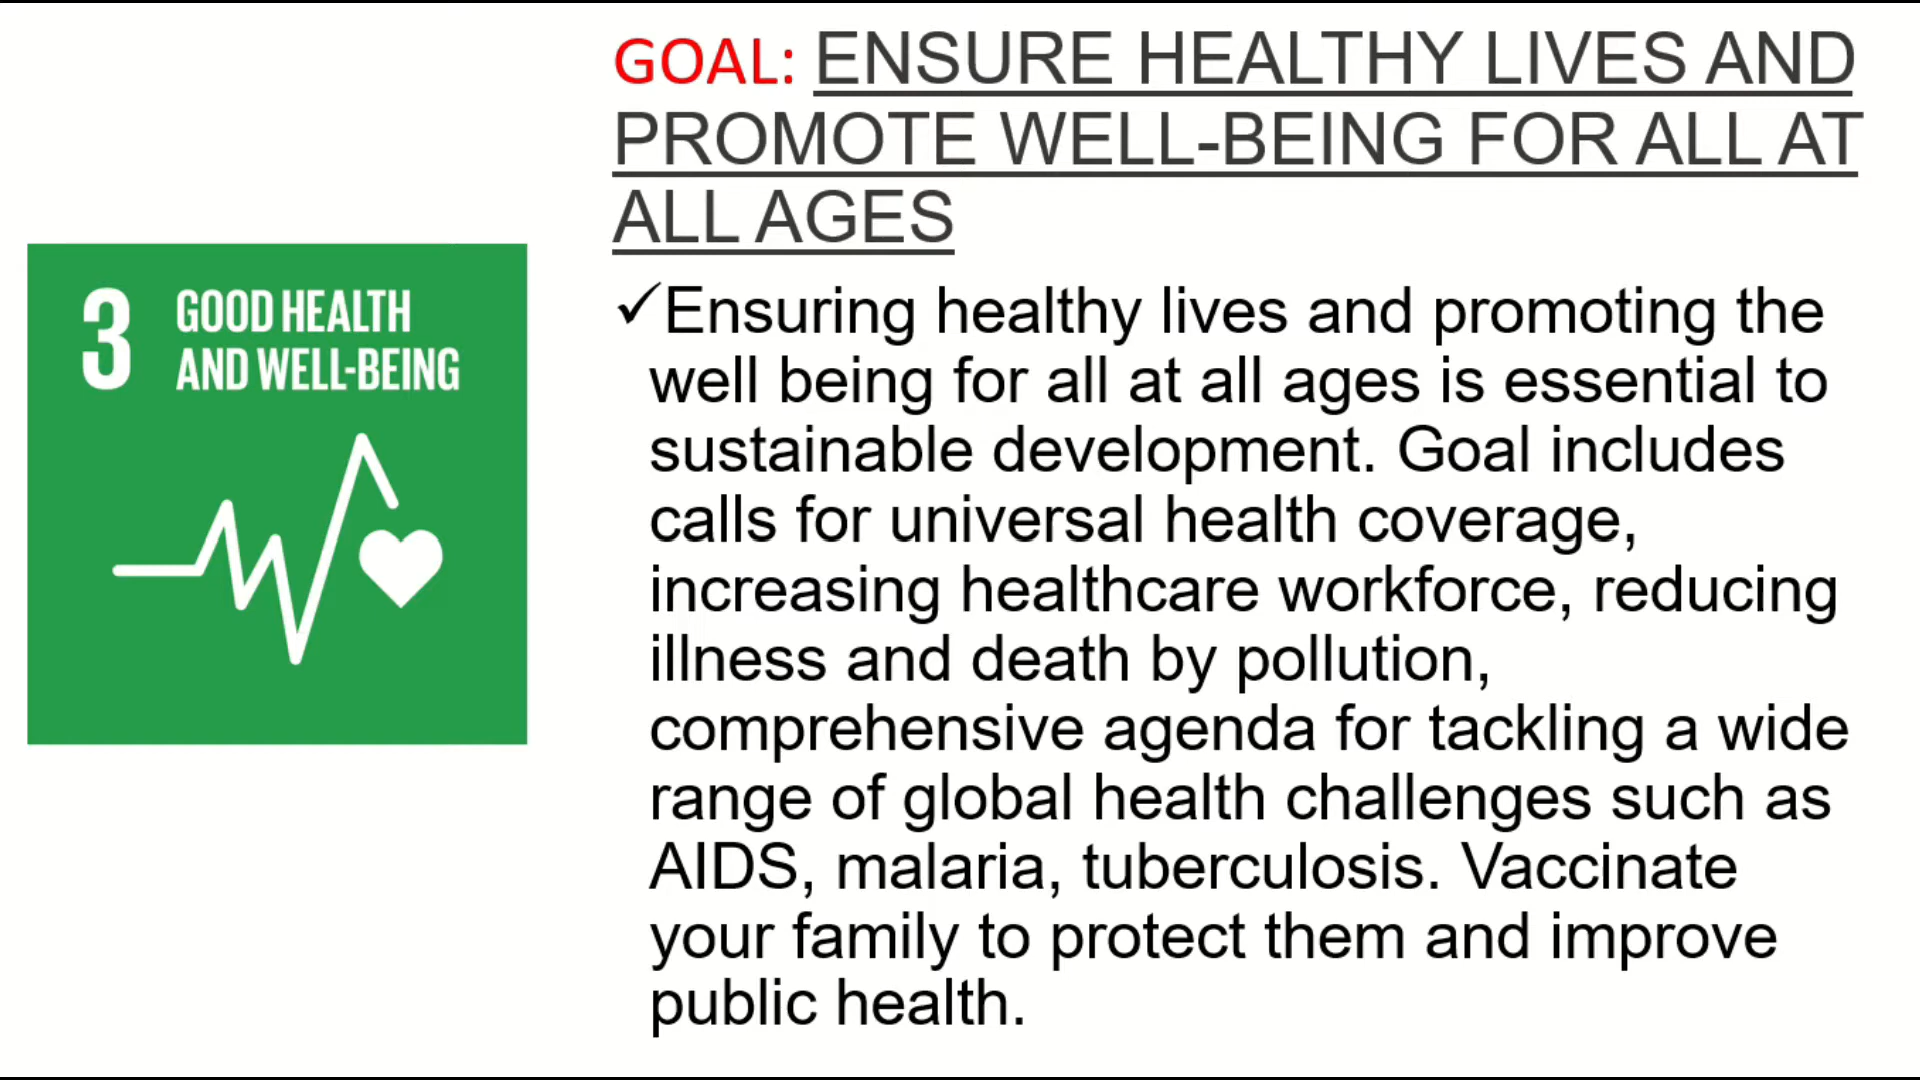 GOAL: ENSURE HEALTHY LIVES AND
PROMOTE WELL-BEING FOR ALL AT
ALL AGES
3 GOOD HEALTH
AND WELL-BEING
✓Ensuring healthy lives and promoting the
well being for all at all ages is essential to
sustainable development. Goal includes
calls for universal health coverage,
increasing healthcare workforce, reducing
illness and death by pollution,
comprehensive agenda for tackling a wide
range of global health challenges such as
AIDS, malaria, tuberculosis. Vaccinate
your family to protect them and improve
public health.